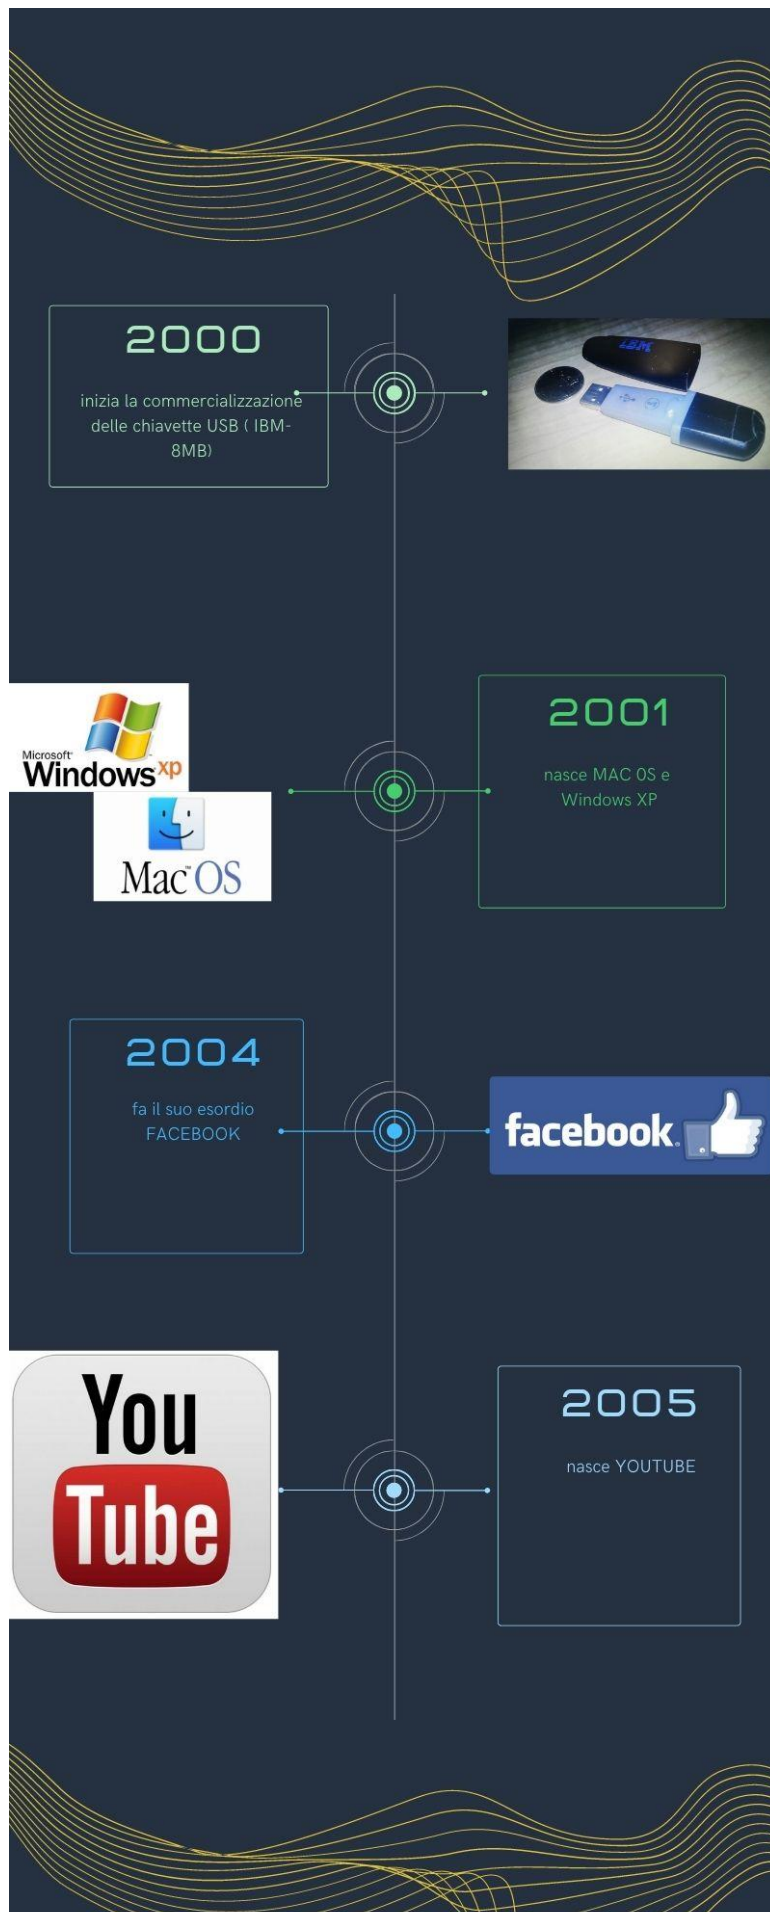 2000
inizia la commercializzazione
delle chiavette USB ( IBM-
8MB)
IBM
Microsoft
Windows xp
Mac OS
2001
nasce MAC 0S e
Windows XP
2004
fa il suo esordio
FACEBOOK
facebook
You
Tube
2005
nasce YOUTUBE